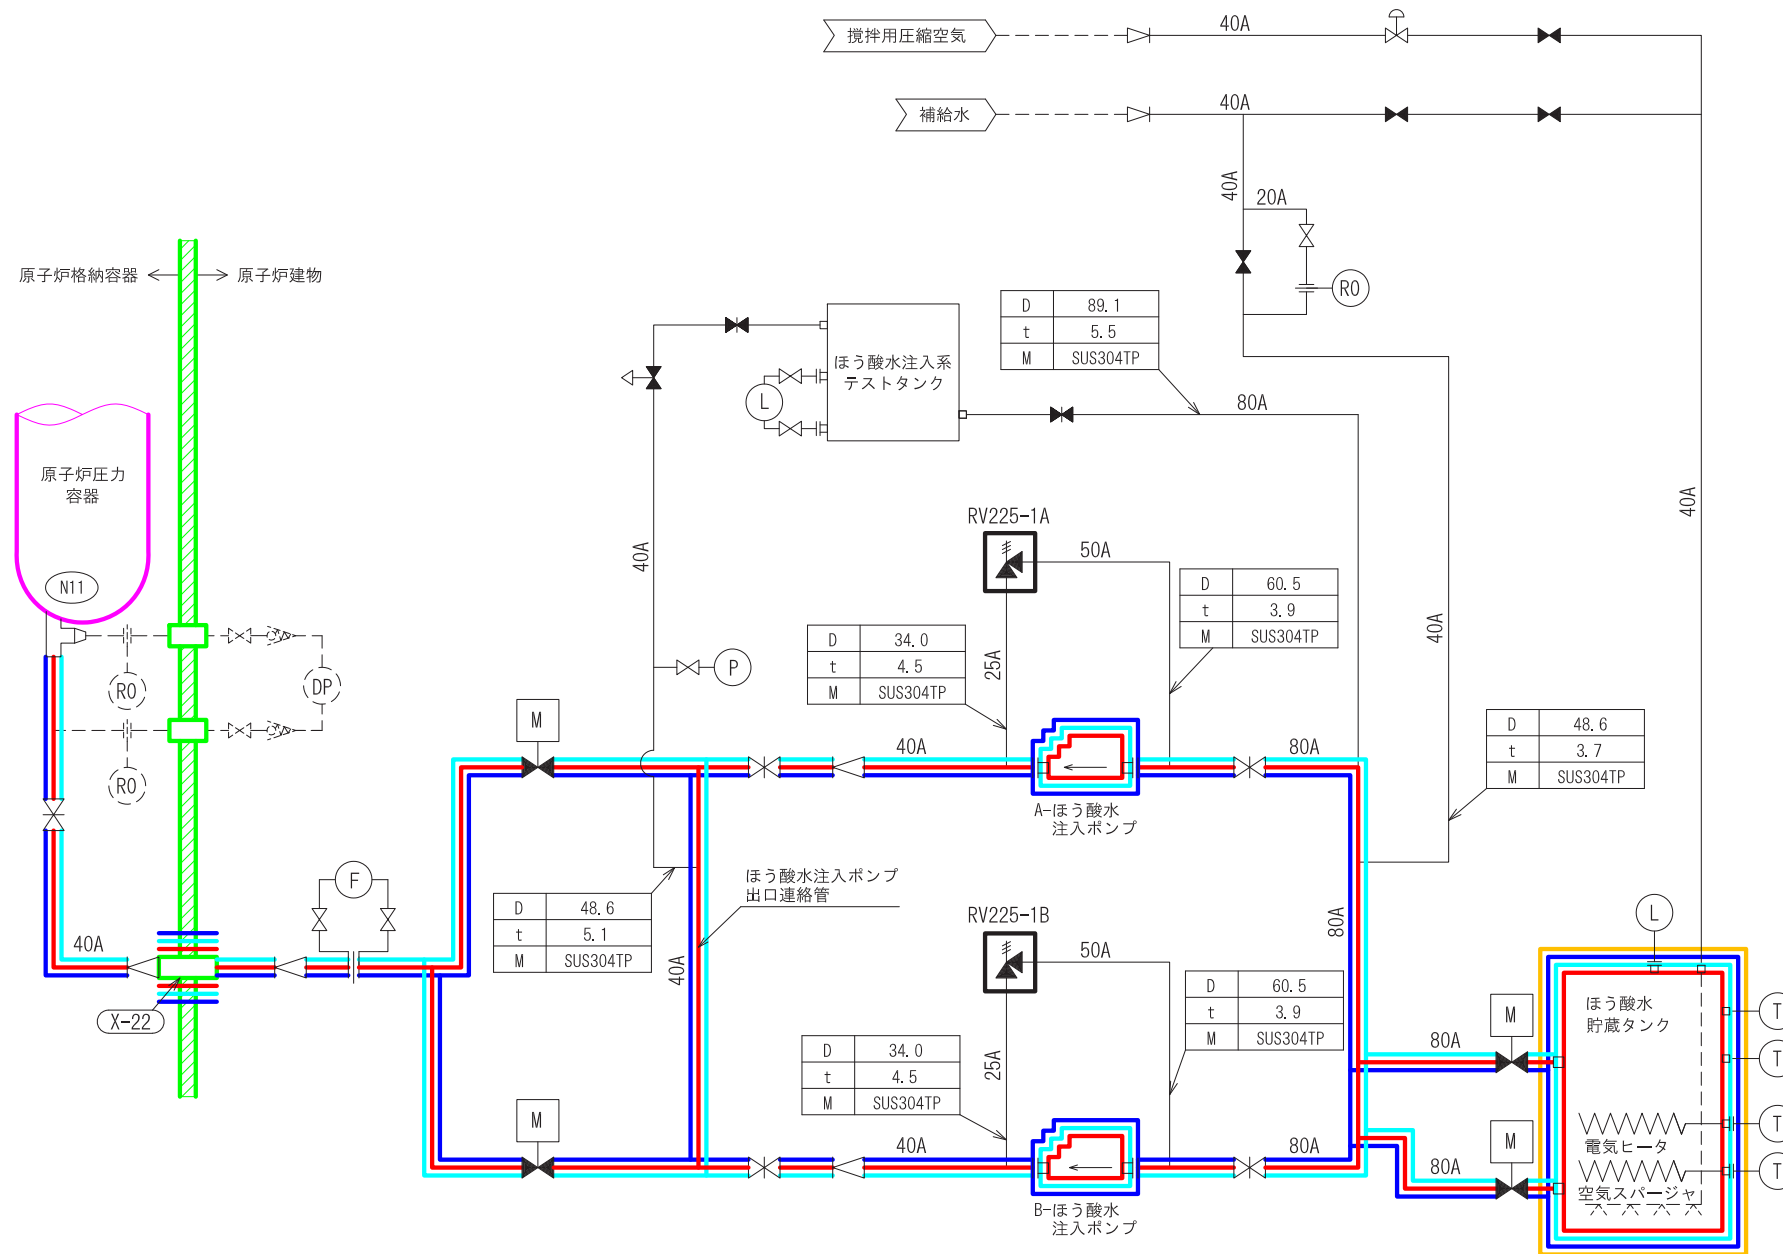 撹拌用圧縮空気
40A
補給水
40A
40A
20A
RO
原子炉格納容器
原子炉建物
D 89.1
t 5.5
M SUS304TP
ほう酸水注入系
テストタンク
L
80A
原子炉圧力
容器
N11
40A
RV225-1A
50A
40A
D 60.5
t 3.9
M SUS304TP
D 34.0
t 4.5
M SUS304TP
25A
40A
P
RO
DP
RO
M
40A
80A
D 48.6
t 3.7
M SUS304TP
A-ほう酸水
注入ポンプ
F
ほう酸水注入ポンプ
出口連絡管
D 48.6
t 5.1
M SUS304TP
40A
RV225-1B
50A
80A
L
40A
X-22
D 60.5
t 3.9
M SUS304TP
ほう酸水
貯蔵タンク
M
T
80A
T
D 34.0
t 4.5
M SUS304TP
25A
M
40A
80A
M
T
電気ヒータ
80A
T
空気スパージャ
B-ほう酸水
注入ポンプ